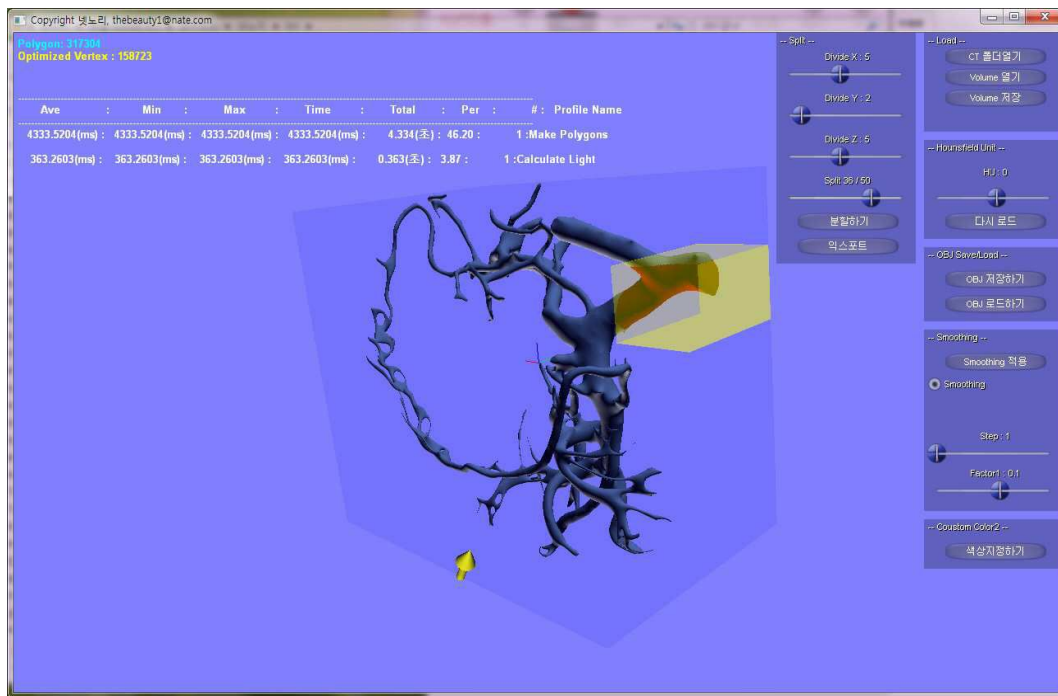 Copyright 넷노리, thebeauty1@nate.com
Polygon: 317304
Optimized Vertex : 158723
Ave : Min : Max : Time : Total : Per : # : Profile Name
4333.5204(ms) : 4333.5204(ms) : 4333.5204(ms) : 4333.5204(ms) : 4.334(초) : 46.20 : 1 :Make Polygons
363.2603(ms) : 363.2603(ms) : 363.2603(ms) : 363.2603(ms) : 0.363(초) : 3.87 : 1 :Calculate Light
-- Split --
Divide X : 5
Divide Y : 2
Divide Z : 5
Split 36 / 50
분할하기
익스포트
-- Load --
CT 폴더열기
Volume 열기
Volume 저장
-- Hounsfield Unit --
HU : 0
다시 로드
-- OBJ Save/Load --
OBJ 저장하기
OBJ 로드하기
-- Smoothing --
Smoothing 적용
Smoothing
Step : 1
Factor1 : 0.1
-- Coustom Color2 --
색상지정하기